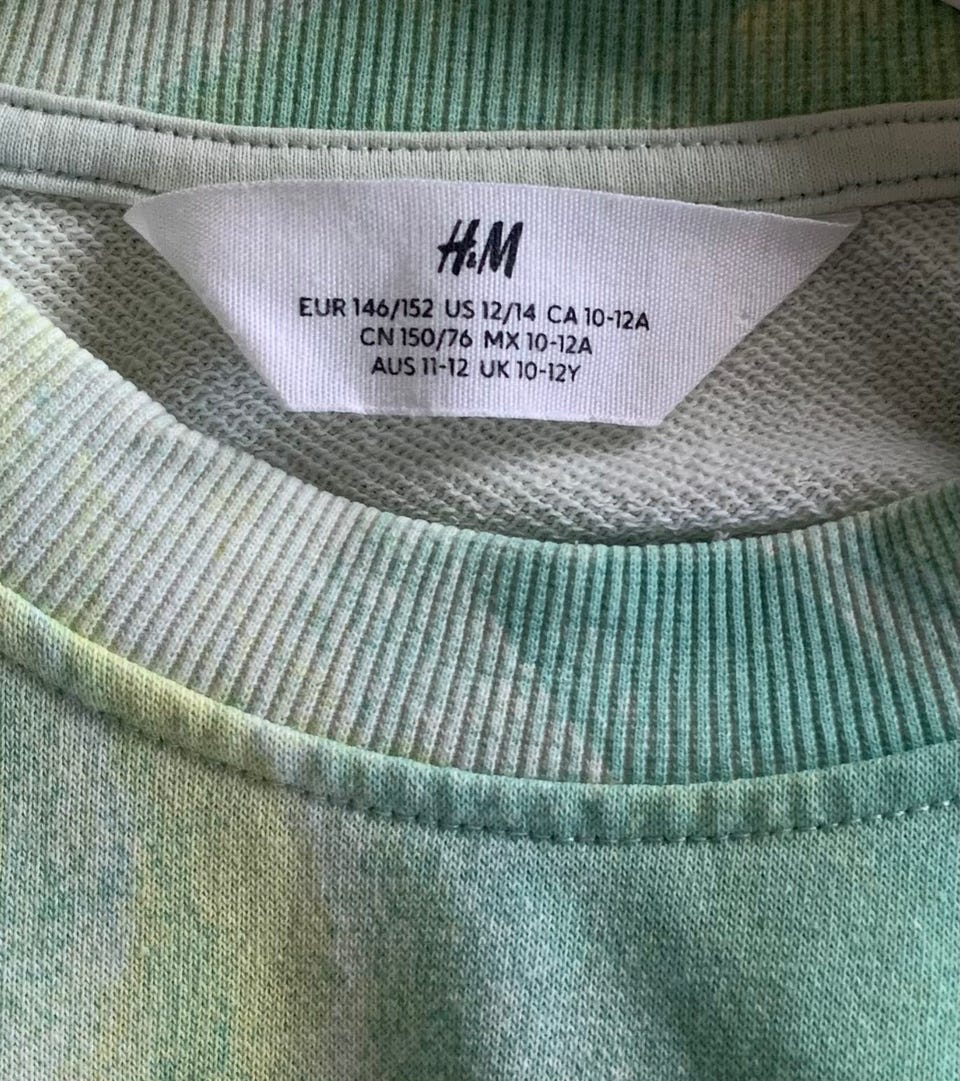 H&M
EUR 146/152 US 12/14 CA 10-12A
CN 150/76 MX 10-12A
AUS 11-12 UK 10-12Y